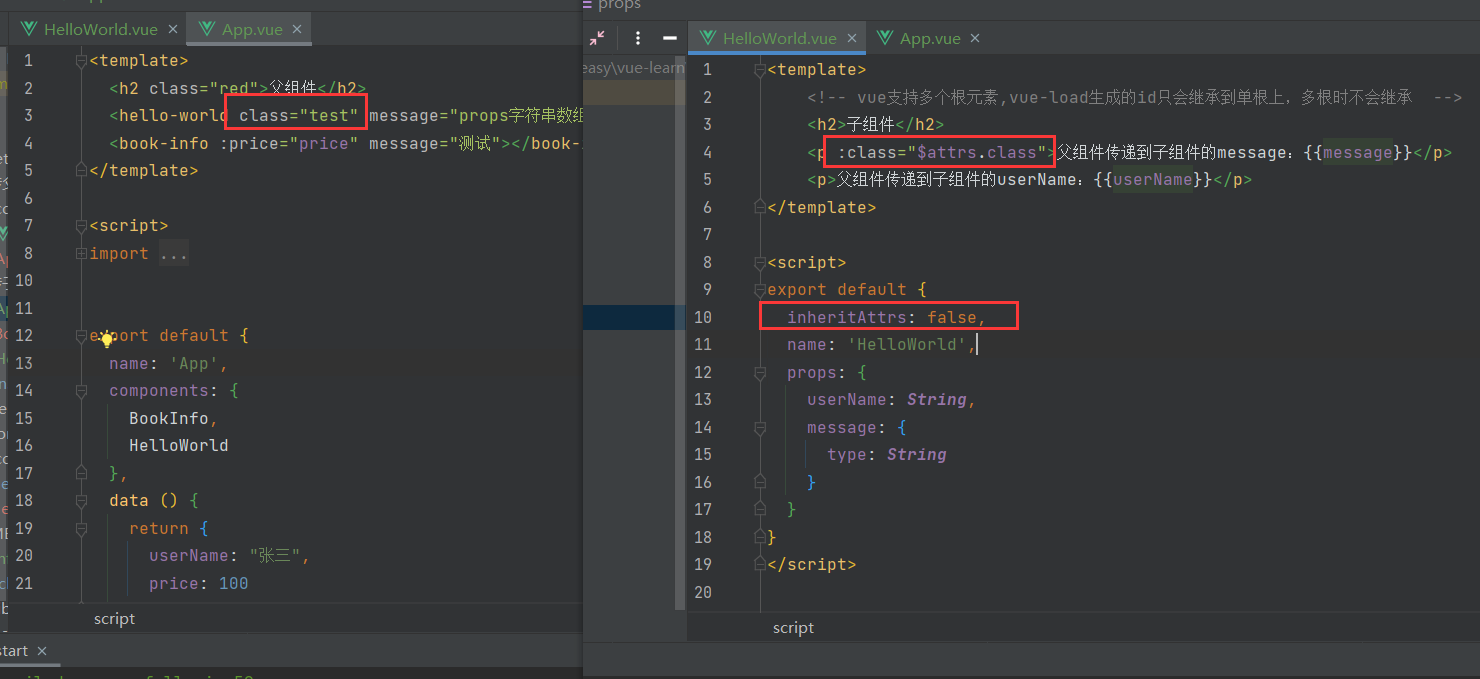 props
HelloWorld.vue
App.vue
1 <template>
2 <h2 class="red">父组件</h2>
3 <hello-world class="test" message="props字符串数组
4 <book-info :price="price" message="测试"></book-
5 </template>
6
7 <script>
8 import ...
10
11
12 export default {
13 name: 'App',
14 components: {
15 BookInfo,
16 HelloWorld
17 },
18 data () {
19 return {
20 userName: "张三",
21 price: 100
script
start
easy\vue-learn
HelloWorld.vue
App.vue
1 <template>
2 <!-- vue支持多个根元素,vue-load生成的id只会继承到单根上，多根时不会继承 -->
3 <h2>子组件</h2>
4 <p :class="$attrs.class">父组件传递到子组件的message：{{message}}</p>
5 <p>父组件传递到子组件的userName：{{userName}}</p>
6 </template>
7
8 <script>
9 export default {
10 inheritAttrs: false,
11 name: 'HelloWorld',
12 props: {
13 userName: String,
14 message: {
15 type: String
16 }
17 }
18 }
19 </script>
20
script